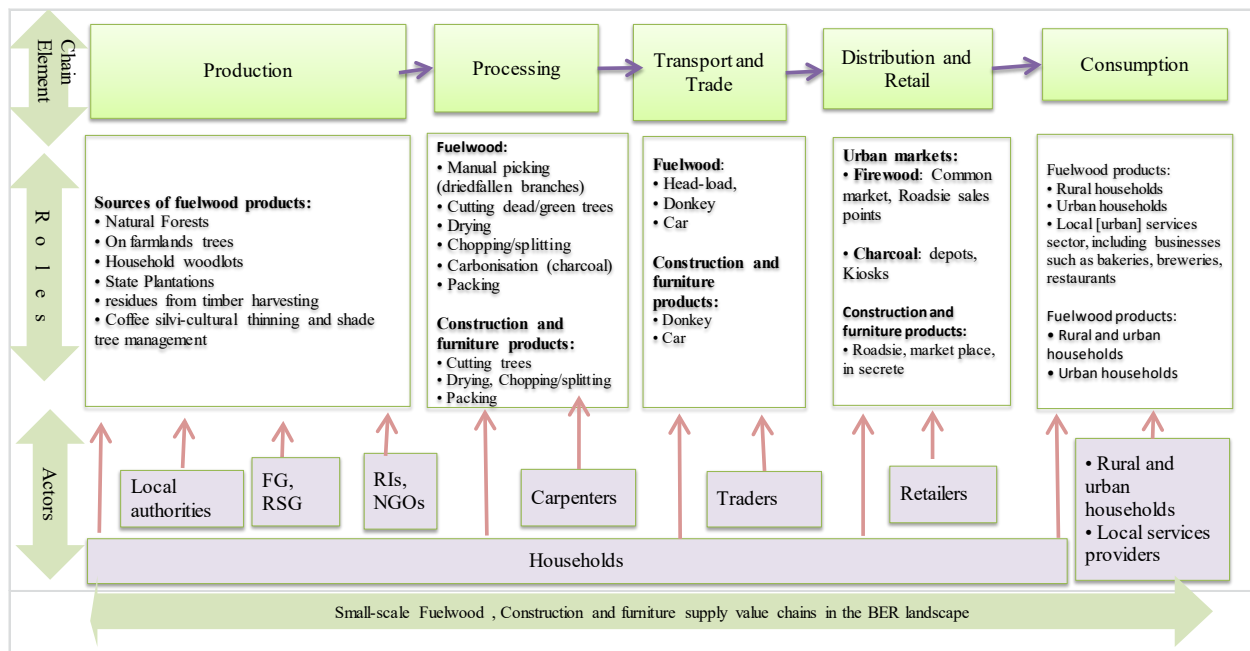 Chain
Element
Production
Processing
Transport and
Trade
Distribution and
Retail
Consumption
R o l e s
Sources of fuelwood products:
• Natural Forests
• On farmlands trees
• Household woodlots
• State Plantations
• residues from timber harvesting
• Coffee silvi-cultural thinning and shade
tree management
Fuelwood:
• Manual picking
(driedfallen branches)
• Cutting dead/green trees
• Drying
• Chopping/splitting
• Carbonisation (charcoal)
• Packing
Construction and
furniture products:
• Cutting trees
• Drying, Chopping/splitting
• Packing
Fuelwood:
• Head-load,
• Donkey
• Car
Construction and
furniture
products:
• Donkey
• Car
Urban markets:
• Firewood: Common
market, Roadsie sales
points
• Charcoal: depots,
Kiosks
Construction and
furniture products:
• Roadsie, market place,
in secrete
Fuelwood products:
• Rural households
• Urban households
• Local [urban] services
sector, including businesses
such as bakeries, breweries,
restaurants
Fuelwood products:
• Rural and urban
households
• Urban households
Actors
Local
authorities
FG,
RSG
RIs,
NGOs
Carpenters
Traders
Retailers
• Rural and
urban
households
• Local services
providers
Households
Small-scale Fuelwood , Construction and furniture supply value chains in the BER landscape